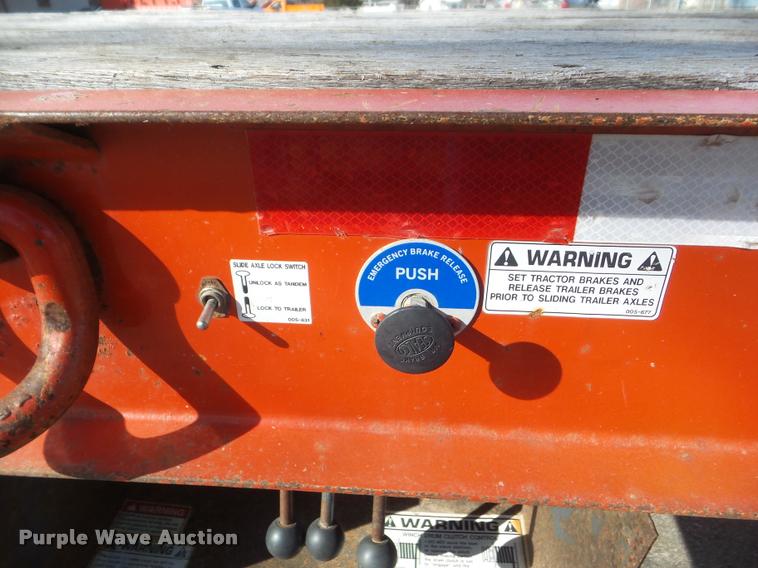 SLIDE AXLE LOCK SWITCH
UNLOCK AS TANDEM
LOCK TO TRAILER
005-631
EMERGENCY BRAKE RELEASE
PUSH
WARNING
SET TRACTOR BRAKES AND
RELEASE TRAILER BRAKES
PRIOR TO SLIDING TRAILER AXLES
005-677
WARNING
WARNING
Purple Wave Auction